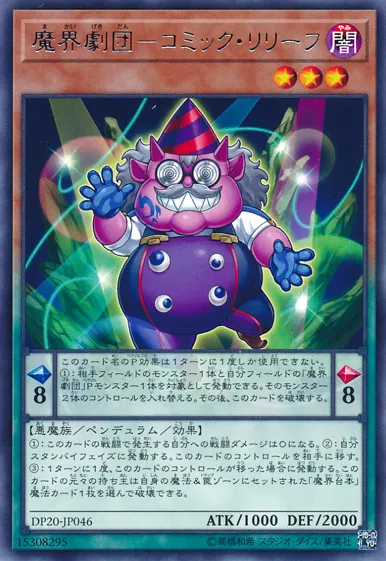 魔界劇団－コミック・リリーフ
闇
このカード名のP効果は1ターンに1度しか使用できない。
①：相手フィールドのモンスター1体と自分フィールドの「魔界
劇団」Pモンスター1体を対象として発動できる。そのモンスター
2体のコントロールを入れ替える。その後、このカードを破壊する。
8
8
【悪魔族／ペンデュラム／効果】
①：このカードの戦闘で発生する自分への戦闘ダメージは0になる。②：自分
スタンバイフェイズに発動する。このカードのコントロールを相手に移す。
③：1ターンに1度、このカードのコントロールが移った場合に発動する。この
カードの元々の持ち主は自身の魔法&罠ゾーンにセットされた「魔界台本」
魔法カード1枚を選んで破壊できる。
DP20-JP046
ATK/1000
DEF/2000
15308295
©高橋和希 スタジオ・ダイス/集英社